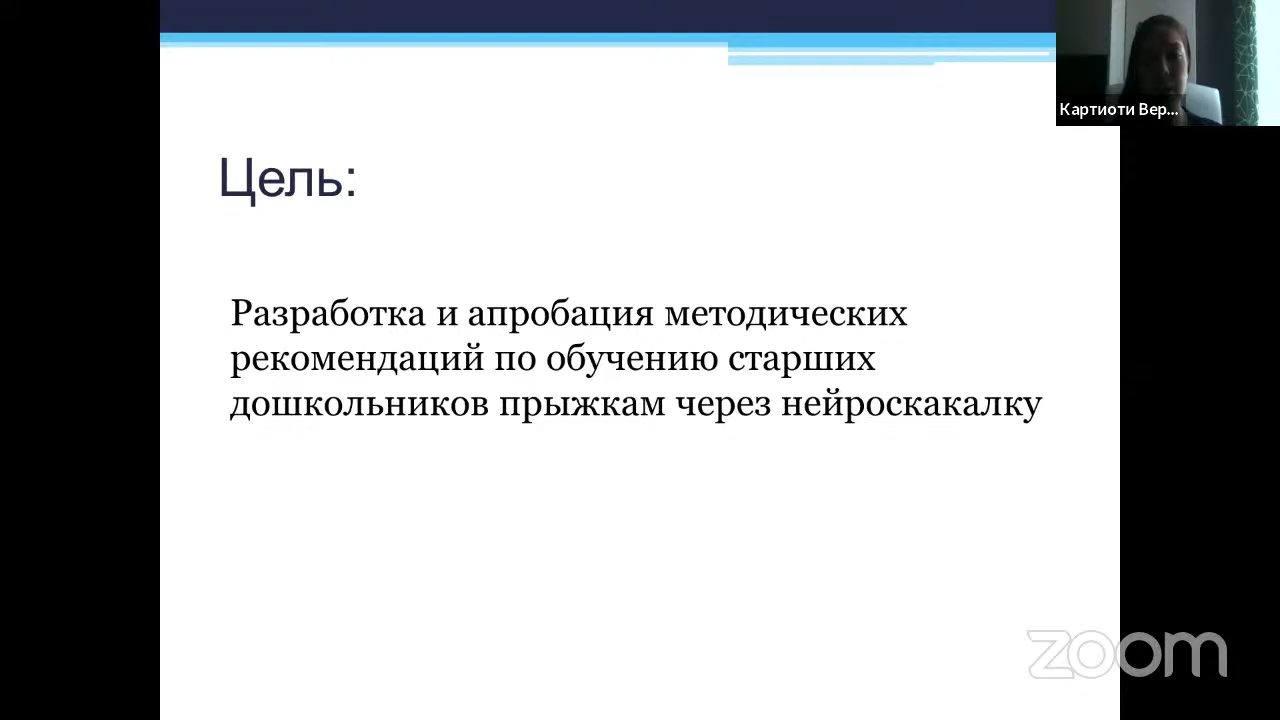 Картиоти Вер...
Цель:
Разработка и апробация методических
рекомендаций по обучению старших
дошкольников прыжкам через нейроскакалку
zoom